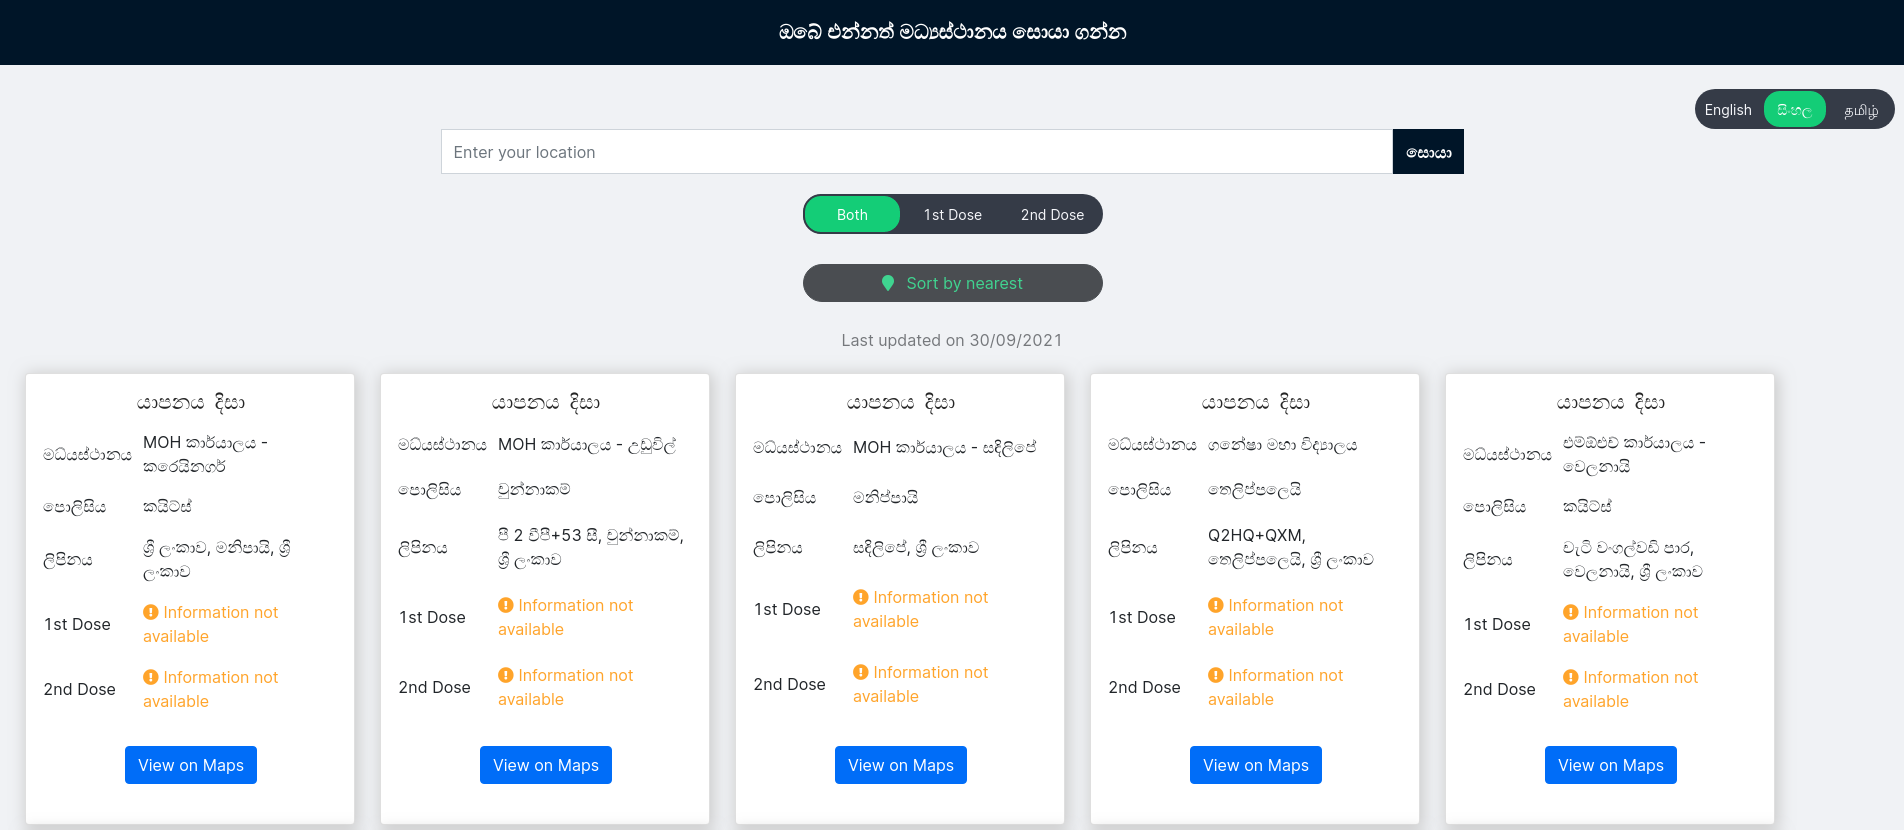 ඔබේ එන්නත් මධ්‍යස්ථානය සොයා ගන්න
English සිංහල தமிழ்
Enter your location සොයා
Both 1st Dose 2nd Dose
Sort by nearest
Last updated on 30/09/2021
යාපනය දිසා
මධ්යස්ථානය MOH කාර්යාලය -
කරෙයිනගර්
පොලිසිය කයිට්ස්
ලිපිනය ශ්‍රී ලංකාව, මනිපායි, ශ්‍රී
ලංකාව
1st Dose Information not
available
2nd Dose Information not
available
View on Maps
යාපනය දිසා
මධ්යස්ථානය MOH කාර්යාලය - උඩුවිල්
පොලිසිය චුන්නාකම්
ලිපිනය පී 2 වීපී+53 සී, චුන්නාකම්,
ශ්‍රී ලංකාව
1st Dose Information not
available
2nd Dose Information not
available
View on Maps
යාපනය දිසා
මධ්යස්ථානය MOH කාර්යාලය - සඳිලිපේ
පොලිසිය මනිප්පායි
ලිපිනය සඳිලිපේ, ශ්‍රී ලංකාව
1st Dose Information not
available
2nd Dose Information not
available
View on Maps
යාපනය දිසා
මධ්යස්ථානය ගනේෂා මහා විද්‍යාලය
පොලිසිය තෙලිප්පලෙයි
ලිපිනය Q2HQ+QXM,
තෙලිප්පලෙයි, ශ්‍රී ලංකාව
1st Dose Information not
available
2nd Dose Information not
available
View on Maps
යාපනය දිසා
මධ්යස්ථානය එම්ඕඑච් කාර්යාලය -
වෙලනායි
පොලිසිය කයිට්ස්
ලිපිනය වැටි වංගල්වඩි පාර,
වෙලනායි, ශ්‍රී ලංකාව
1st Dose Information not
available
2nd Dose Information not
available
View on Maps